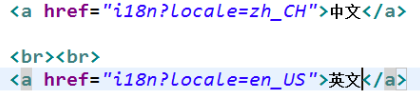 <a href="i18n?locale=zh_CH">中文</a>
<br><br>
<a href="i18n?locale=en_US">英文</a>